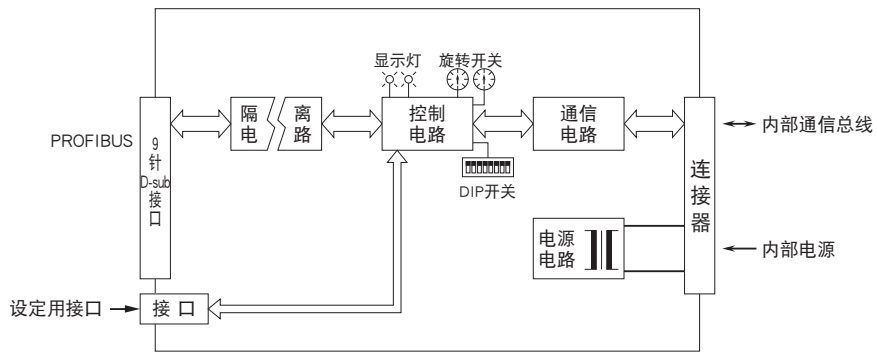 显示灯
旋转开关
PROFIBUS
9
针
D-sub
接
口
隔 离
电 路
控制
电路
通信
电路
DIP开关
连
接
器
内部通信总线
电源
电路
内部电源
设定用接口
接 口